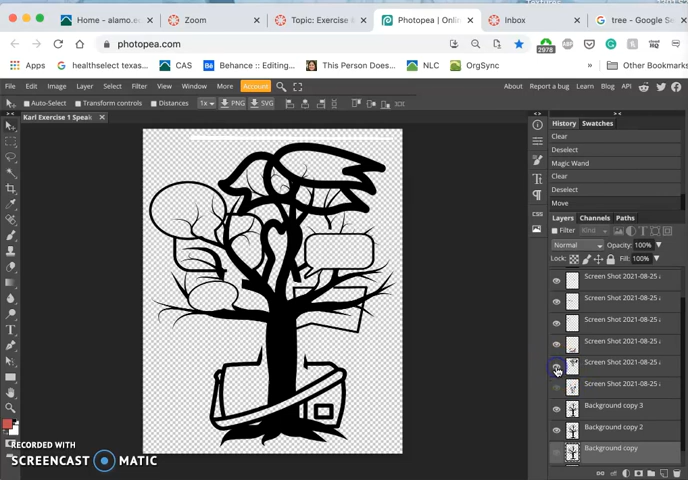 Home - alamo.e
Zoom
Topic: Exercise #
Photopea | Onlin
Inbox
tree - Google Se
photopea.com
2978
Apps
healthselect texas...
CAS
Behance :: Editing...
This Person Does...
NLC
OrgSync
Other Bookmarks
File Edit Image Layer Select Filter View Window More Account
About Report a bug Learn Blog API
Auto-Select Transform controls Distances 1x PNG SVG
Karl Exercise 1 Speak
History Swatches
Clear
Deselect
Magic Wand
Clear
Deselect
Move
CSS
Layers Channels Paths
Filter Kind
Normal Opacity: 100%
Lock: Fill: 100%
Screen Shot 2021-08-25
Screen Shot 2021-08-25
Screen Shot 2021-08-25
Screen Shot 2021-08-25
Screen Shot 2021-08-25
Screen Shot 2021-08-25
Background copy 3
Background copy 2
Background copy
RECORDED WITH
SCREENCAST MATIC